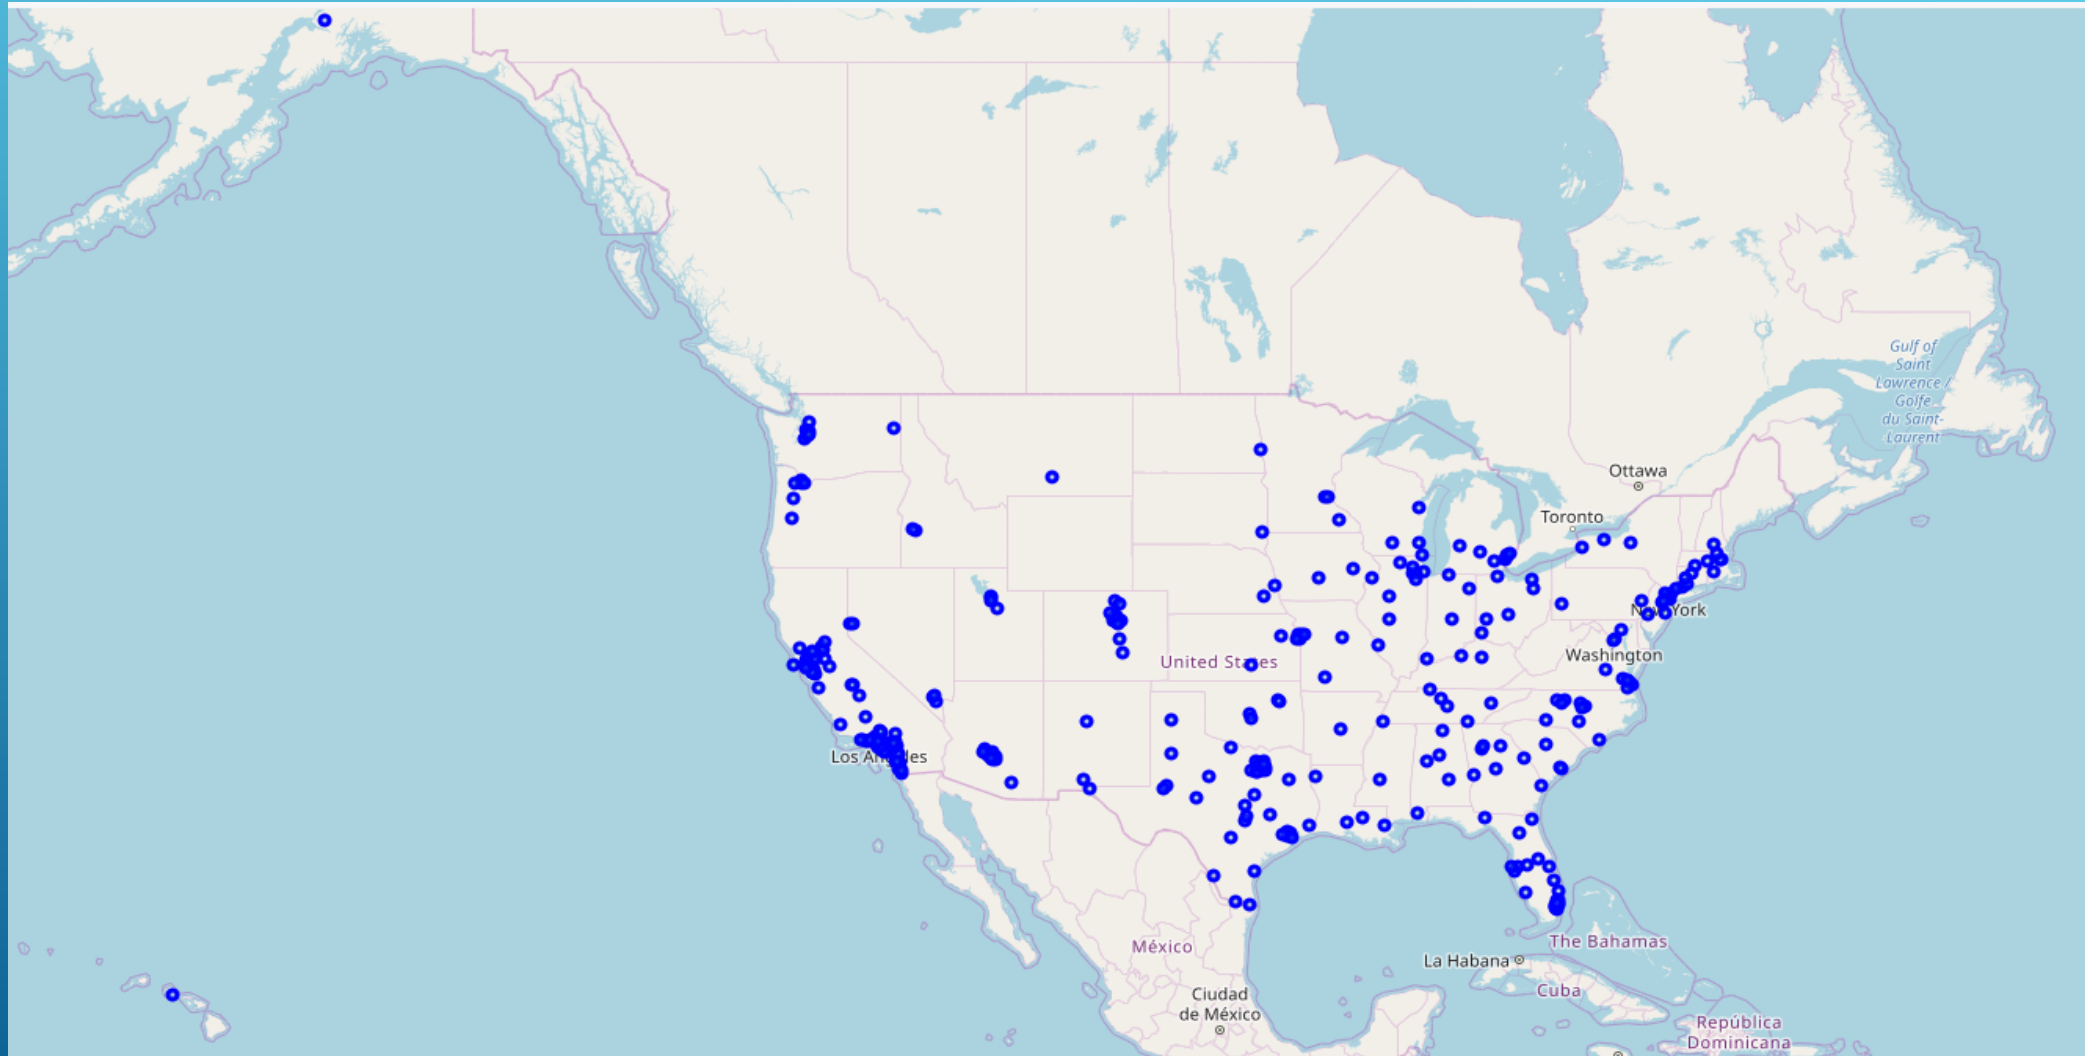 Gulf of
Saint
Lawrence /
Golfe
du Saint-
Laurent
Ottawa
Toronto
New York
Washington
United States
Los Angeles
The Bahamas
México
La Habana
Cuba
Ciudad
de México
República
Dominicana